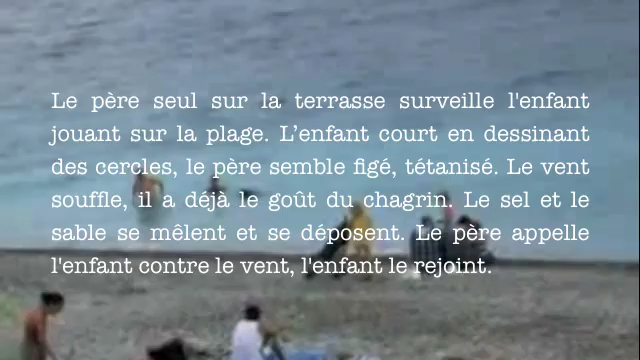 Le père seul sur la terrasse surveille l'enfant
jouant sur la plage. L’enfant court en dessinant
des cercles, le père semble figé, tétanisé. Le vent
souffle, il a déjà le goût du chagrin. Le sel et le
sable se mêlent et se déposent. Le père appelle
l'enfant contre le vent, l'enfant le rejoint.